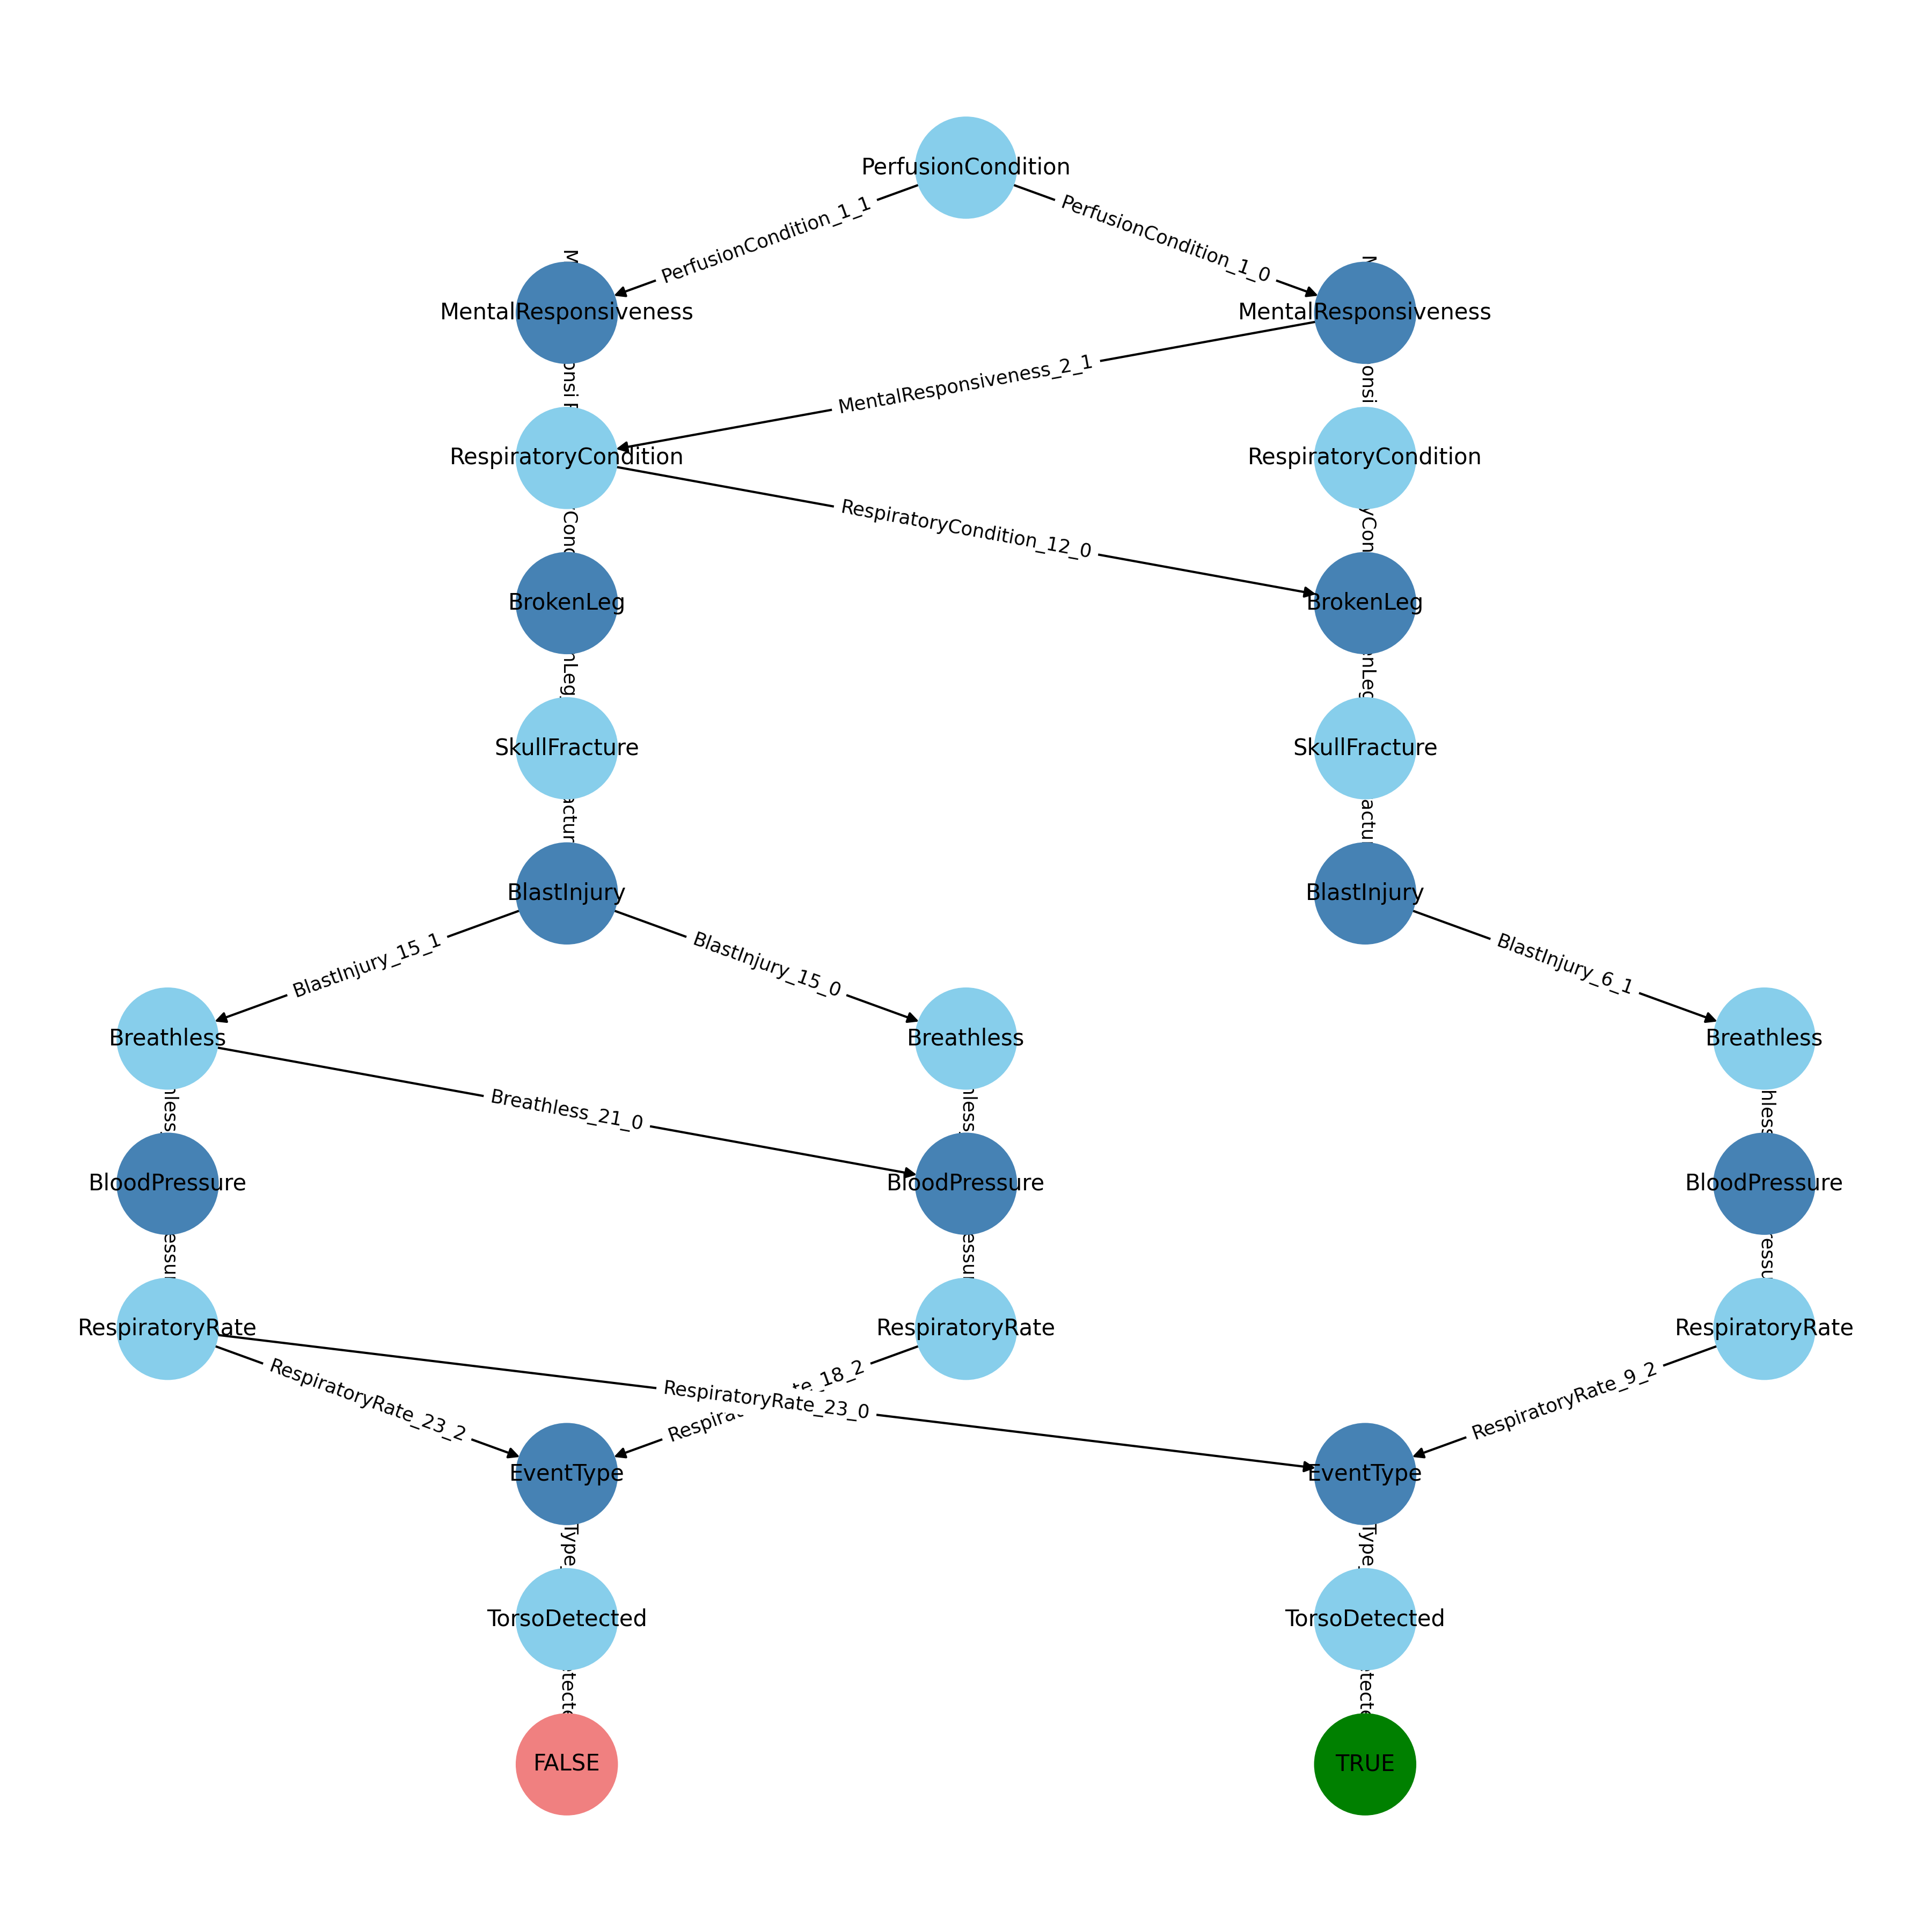 PerfusionCondition
PerfusionCondition_1_1
PerfusionCondition_1_0
MentalResponsiveness
MentalResponsiveness
MentalResponsiveness_2_1
RespiratoryCondition
RespiratoryCondition
RespiratoryCondition_12_0
BrokenLeg
BrokenLeg
SkullFracture
SkullFracture
BlastInjury
BlastInjury
BlastInjury_15_1
BlastInjury_15_0
BlastInjury_6_1
Breathless
Breathless
Breathless
Breathless_21_0
BloodPressure
BloodPressure
BloodPressure
RespiratoryRate
RespiratoryRate
RespiratoryRate
RespiratoryRate_23_2
RespiratoryRate_23_0
RespiratoryRate_9_2
EventType
EventType
TorsoDetected
TorsoDetected
FALSE
TRUE